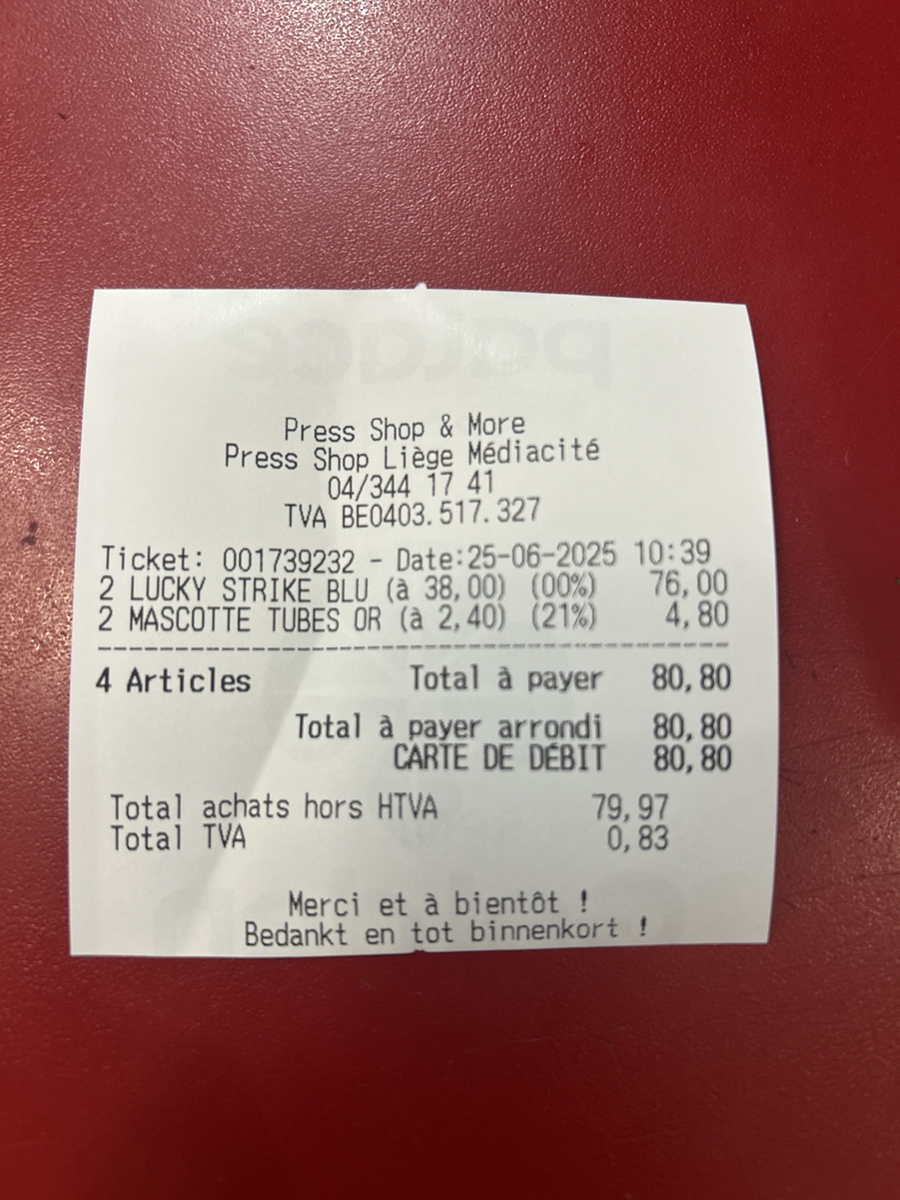 Press Shop & More
Press Shop Liège Médiacité
04/344 17 41
TVA BE0403.517.327
Ticket: 001739232 - Date:25-06-2025 10:39
2 LUCKY STRIKE BLU (à 38,00) (00%) 76,00
2 MASCOTTE TUBES OR (à 2,40) (21%) 4,80
4 Articles Total à payer 80,80
Total à payer arrondi 80,80
CARTE DE DÉBIT 80,80
Total achats hors HTVA 79,97
Total TVA 0,83
Merci et à bientôt !
Bedankt en tot binnenkort !